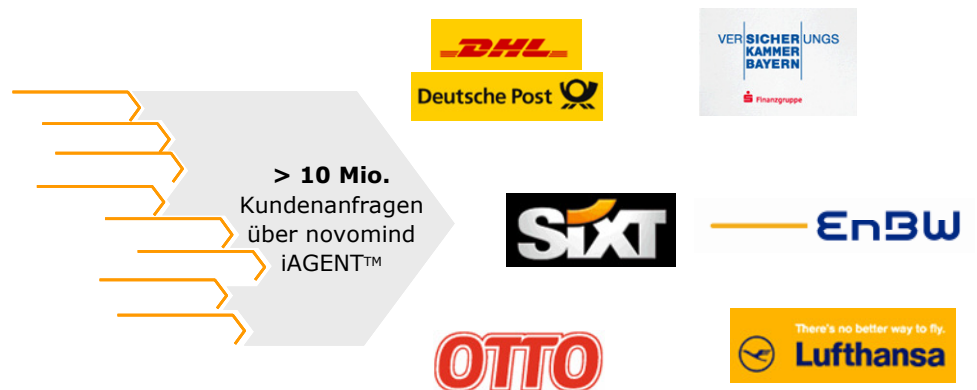 DHL
Deutsche Post
VERSICHERUNGS
KAMMER
BAYERN
Finanzgruppe
> 10 Mio.
Kundenanfragen
über novomind
iAGENT™
SiXT
EnBW
OTTO
There's no better way to fly.
Lufthansa